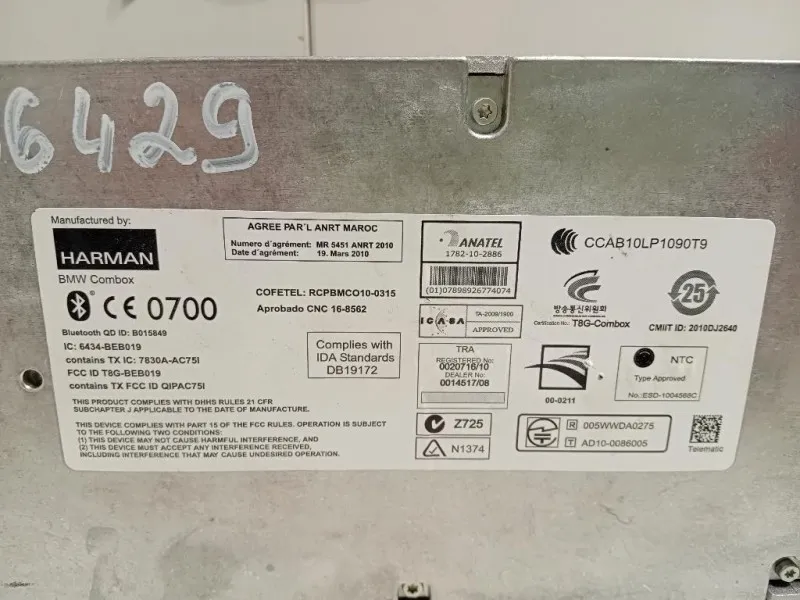 6429
Manufactured by:
HARMAN
BMW Combox
CE 0700
Bluetooth QD ID: B015849
IC: 6434-BEB019
contains TX IC: 7830A-AC75I
FCC ID T8G-BEB019
contains TX FCC ID QIPAC75I
THIS PRODUCT COMPLIES WITH DHHS RULES 21 CFR
SUBCHAPTER J APPLICABLE TO THE DATE OF MANUFACTURE.
THIS DEVICE COMPLIES WITH PART 15 OF THE FCC RULES. OPERATION IS SUBJECT
TO THE FOLLOWING TWO CONDITIONS:
(1) THIS DEVICE MAY NOT CAUSE HARMFUL INTERFERENCE, AND
(2) THIS DEVICE MUST ACCEPT ANY INTERFERENCE RECEIVED,
INCLUDING INTERFERENCE THAT MAY CAUSE UNDESIRED OPERATION.
AGREE PAR´L ANRT MAROC
Numero d´agrément: MR 5451 ANRT 2010
Date d´agrément: 19. Mars 2010
COFETEL: RCPBMCO10-0315
Aprobado CNC 16-8562
Complies with
IDA Standards
DB19172
ANATEL
1782-10-2886
(01)07898926774074
ICASA
TA-2009/1900
APPROVED
TRA
REGISTERED No:
0020716/10
DEALER No:
0014517/08
Z725
N1374
CCAB10LP1090T9
방송통신위원회
Certification No.: T8G-Combox
25
CMIIT ID: 2010DJ2640
00-0211
NTC
Type Approved
No.: ESD-1004569C
R 005WWDA0275
T AD10-0086005
Telematic